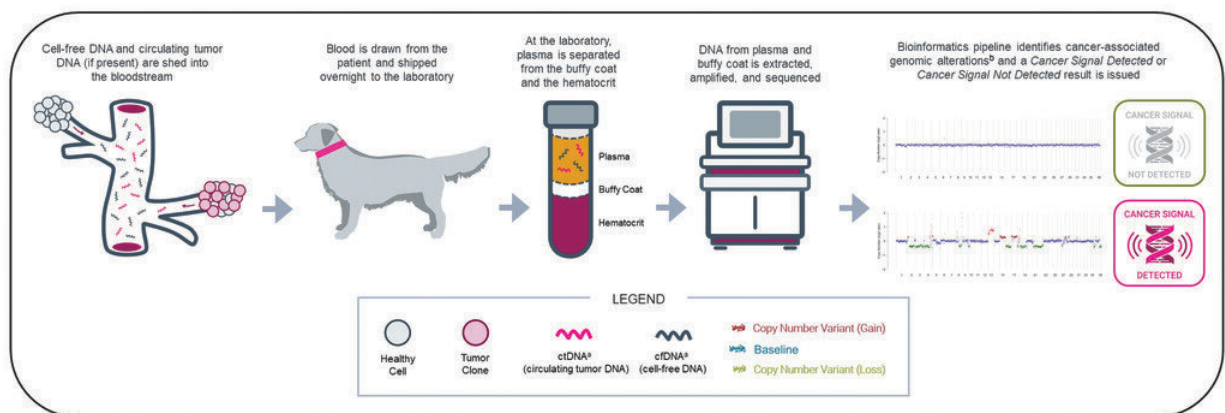 Cell-free DNA and circulating tumor
DNA (if present) are shed into
the bloodstream
Blood is drawn from the
patient and shipped
overnight to the laboratory
At the laboratory,
plasma is separated
from the buffy coat
and the hematocrit
DNA from plasma and
buffy coat is extracted,
amplified, and sequenced
Bioinformatics pipeline identifies cancer-associated
genomic alterationsᵇ and a Cancer Signal Detected or
Cancer Signal Not Detected result is issued
Plasma
Buffy Coat
Hematocrit
CANCER SIGNAL
NOT DETECTED
CANCER SIGNAL
DETECTED
LEGEND
Healthy
Cell
Tumor
Clone
ctDNAᵃ
(circulating tumor DNA)
cfDNAᵃ
(cell-free DNA)
Copy Number Variant (Gain)
Baseline
Copy Number Variant (Loss)